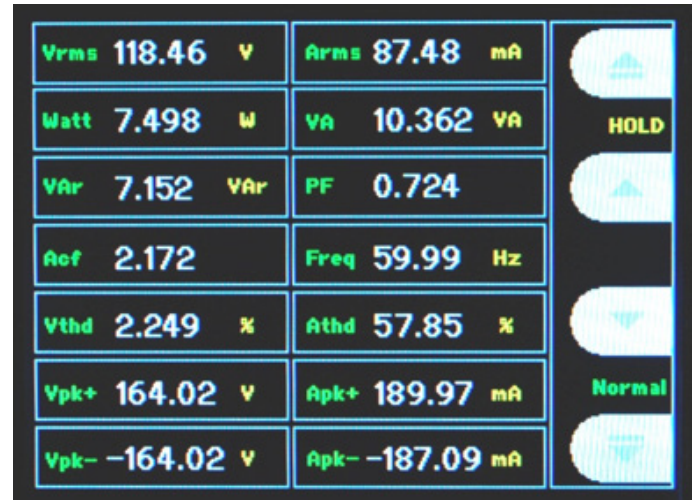 Vrms 118.46 V
Arms 87.48 mA
Watt 7.498 W
VA 10.362 VA
HOLD
VAr 7.152 VAr
PF 0.724
Acf 2.172
Freq 59.99 Hz
Vthd 2.249 %
Athd 57.85 %
Vpk+ 164.02 V
Apk+ 189.97 mA
Normal
Vpk- -164.02 V
Apk- -187.09 mA